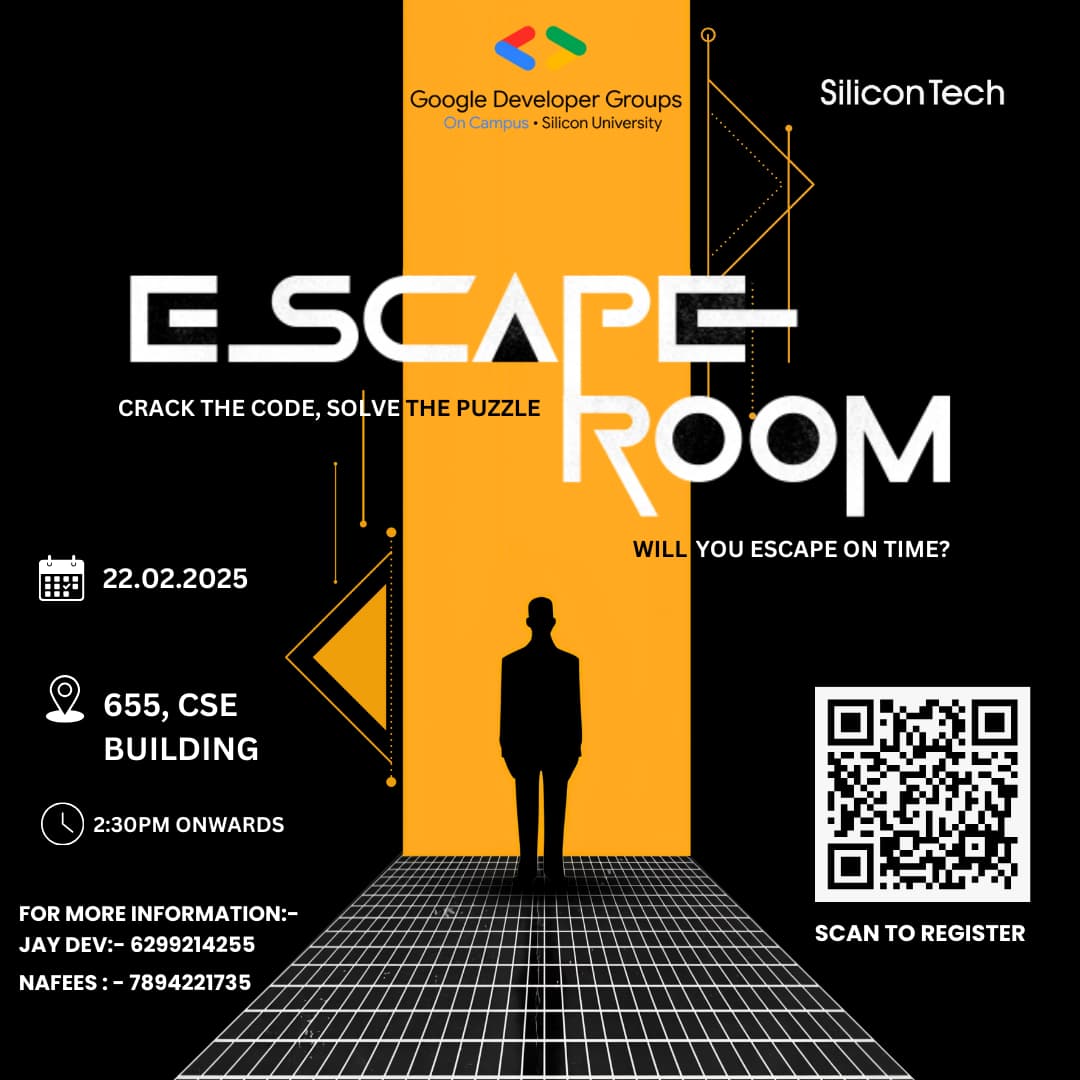 Google Developer Groups
On Campus • Silicon University
SiliconTech
ESCAPE
ROOM
CRACK THE CODE, SOLVE THE PUZZLE
WILL YOU ESCAPE ON TIME?
22.02.2025
655, CSE
BUILDING
2:30PM ONWARDS
FOR MORE INFORMATION:-
JAY DEV:- 6299214255
NAFEES : - 7894221735
SCAN TO REGISTER